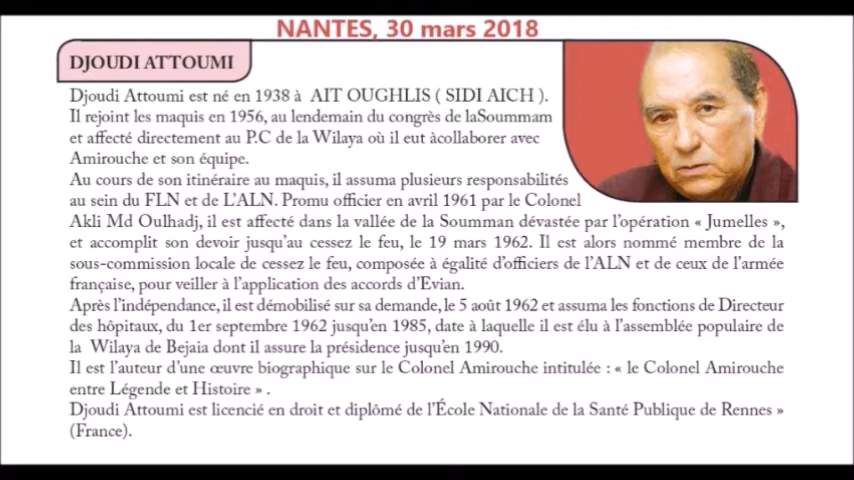 NANTES, 30 mars 2018
DJOUDI ATTOUMI
Djoudi Attoumi est né en 1938 à AIT OUGHLIS ( SIDI AICH ).
Il rejoint les maquis en 1956, au lendemain du congrès de laSoummam
et affecté directement au P.C de la Wilaya où il eut àcollaborer avec
Amirouche et son équipe.
Au cours de son itinéraire au maquis, il assuma plusieurs responsabilités
au sein du FLN et de L'ALN. Promu officier en avril 1961 par le Colonel
Akli Md Oulhadj, il est affecté dans la vallée de la Soumman dévastée par l'opération « Jumelles »,
et accomplit son devoir jusqu'au cessez le feu, le 19 mars 1962. Il est alors nommé membre de la
sous-commission locale de cessez le feu, composée à égalité d'officiers de l'ALN et de ceux de l'armée
française, pour veiller à l'application des accords d'Evian.
Après l'indépendance, il est démobilisé sur sa demande, le 5 août 1962 et assuma les fonctions de Directeur
des hôpitaux, du 1er septembre 1962 jusqu'en 1985, date à laquelle il est élu à l'assemblée populaire de
la Wilaya de Bejaia dont il assure la présidence jusqu'en 1990.
Il est l'auteur d'une œuvre biographique sur le Colonel Amirouche intitulée : « le Colonel Amirouche
entre Légende et Histoire » .
Djoudi Attoumi est licencié en droit et diplômé de l'École Nationale de la Santé Publique de Rennes »
(France).